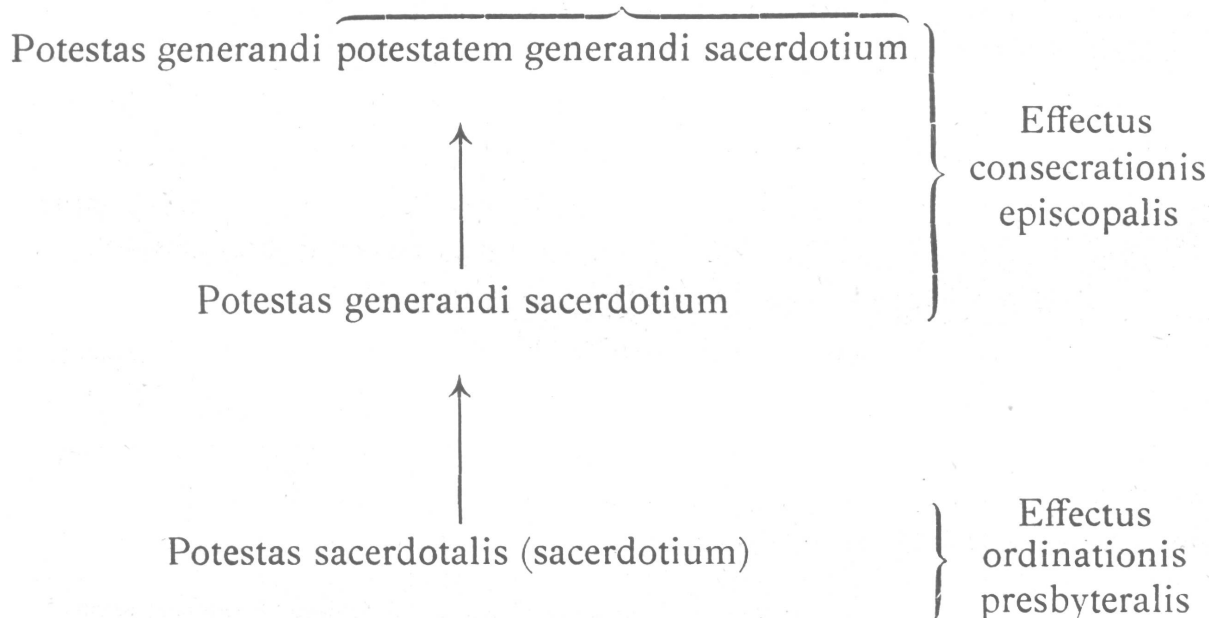 Potestas generandi potestatem generandi sacerdotium
Effectus
consecrationis
episcopalis
Potestas generandi sacerdotium
Potestas sacerdotalis (sacerdotium)
Effectus
ordinationis
presbyteralis